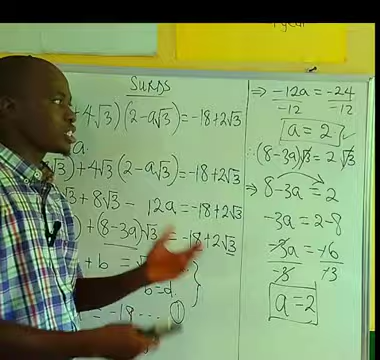 SURDS
+4√3)(2-a√3)=-18+2√3
a.
√3)+4√3(2-a√3)=-18+2√3
√3+8√3-12a=-18+2√3
)+(8-3a)√3=-18+2√3
+b=√
b=d.
=-18...①
⇒-12a=-24
-12 -12
a=2 ✓
∴(8-3a)√3=2√3
⇒8-3a=2
-3a=2-8
-3a=-6
-3 -3
a=2